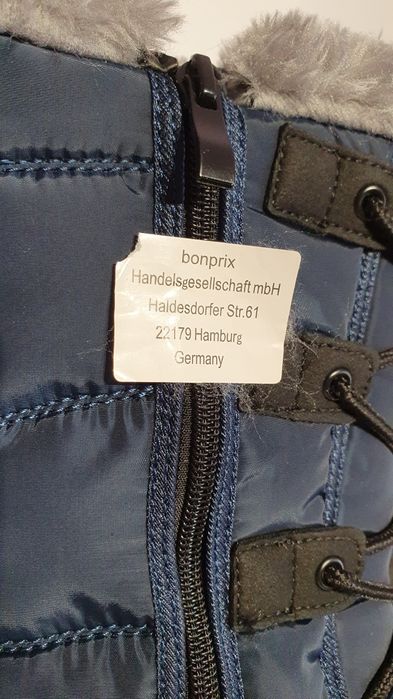 bonprix
Handelsgesellschaft mbH
Haldesdorfer Str.61
22179 Hamburg
Germany